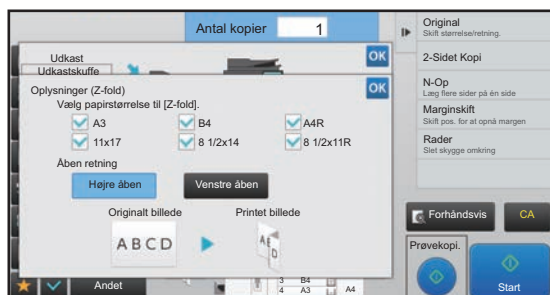 Antal kopier 1
Udkast
OK
Udkastskuffe
Oplysninger (Z-fold)
OK
Vælg papirstørrelse til [Z-fold].
A3
B4
A4R
11x17
8 1/2x14
8 1/2x11R
Åben retning
Højre åben
Venstre åben
Originalt billede
Printet billede
A B C D
A E D
Andet
3 B4
4 A3
A4
Original
Skift størrelse/retning.
2-Sidet Kopi
N-Op
Læg flere sider på én side
Marginskift
Skift pos. for at opnå margen
Rader
Slet skygge omkring
Forhåndsvis
CA
Prøvekopi.
Start